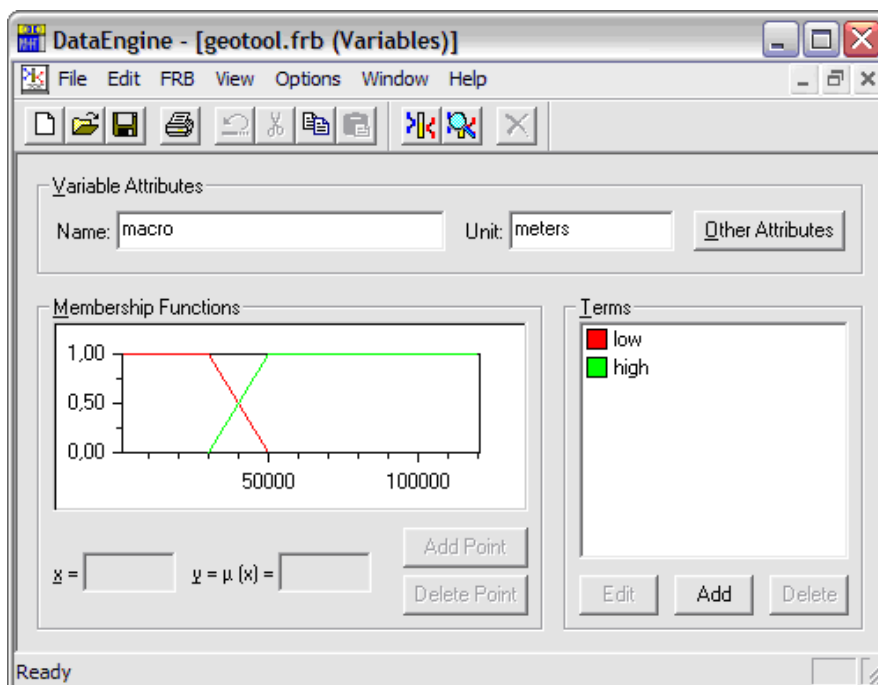 DataEngine - [geotool.frb (Variables)]
File Edit FRB View Options Window Help
Variable Attributes
Name: macro Unit: meters Other Attributes
Membership Functions
1,00
0,50
0,00
50000 100000
x = y = μ (x) =
Add Point
Delete Point
Terms
low
high
Edit Add Delete
Ready